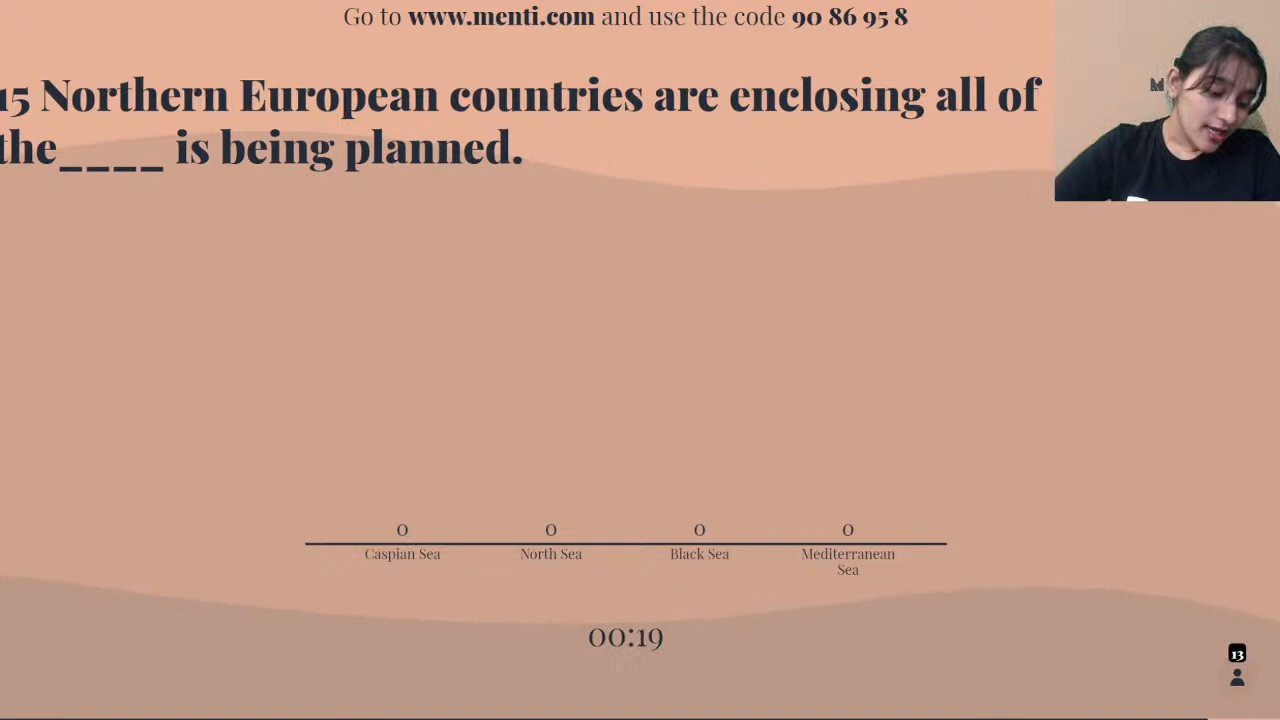 Go to www.menti.com and use the code 90 86 95 8
15 Northern European countries are enclosing all of
the____ is being planned.
0 0 0 0
Caspian Sea North Sea Black Sea Mediterranean
Sea
00:19
13